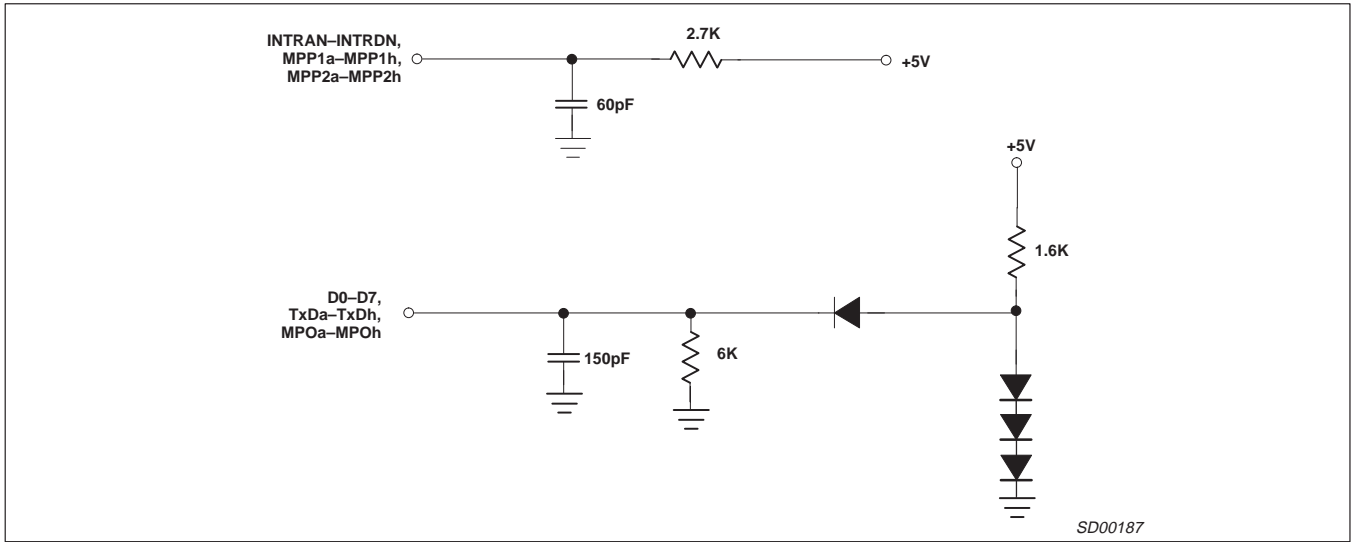 INTRAN–INTRDN,
MPP1a–MPP1h,
MPP2a–MPP2h
2.7K
+5V
60pF
+5V
1.6K
D0–D7,
TxDa–TxDh,
MPOa–MPOh
150pF
6K
SD00187